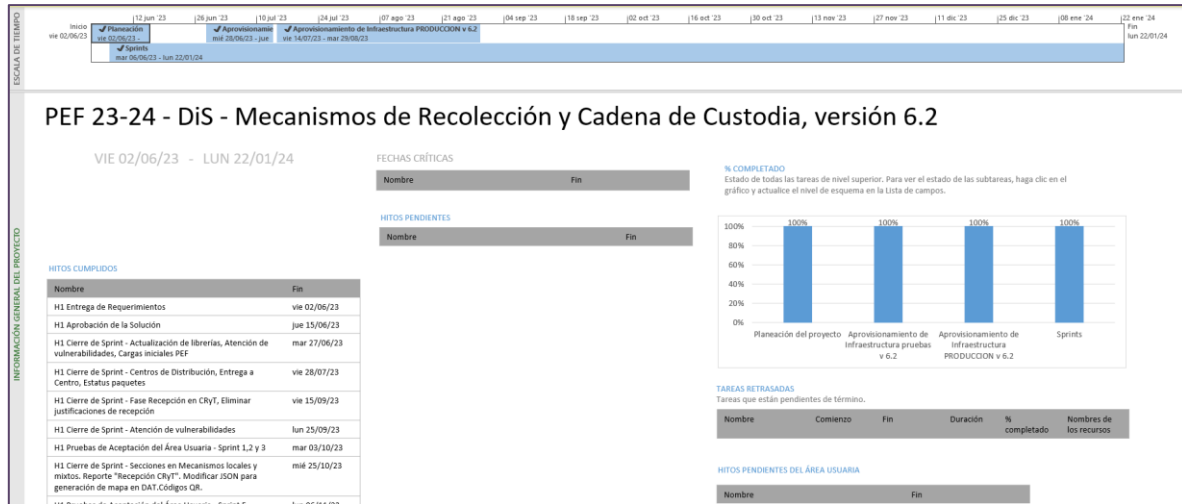 12 jun '23 26 jun '23 10 jul '23 24 jul '23 07 ago '23 21 ago '23 04 sep '23 18 sep '23 02 oct '23 16 oct '23 30 oct '23 13 nov '23 27 nov '23 11 dic '23 25 dic '23 08 ene '24 22 ene '24
ESCALA DE TIEMPO
Inicio
vie 02/06/23
Planeación
vie 02/06/23 -
Aprovisionamie
mié 28/06/23 - jue
Aprovisionamiento de Infraestructura PRODUCCION v 6.2
vie 14/07/23 - mar 29/08/23
Sprints
mar 06/06/23 - lun 22/01/24
Fin
lun 22/01/24
INFORMACIÓN GENERAL DEL PROYECTO
PEF 23-24 - DiS - Mecanismos de Recolección y Cadena de Custodia, versión 6.2
VIE 02/06/23 - LUN 22/01/24
HITOS CUMPLIDOS
Nombre Fin
H1 Entrega de Requerimientos vie 02/06/23
H1 Aprobación de la Solución jue 15/06/23
H1 Cierre de Sprint - Actualización de librerías, Atención de mar 27/06/23
vulnerabilidades, Cargas iniciales PEF
H1 Cierre de Sprint - Centros de Distribución, Entrega a vie 28/07/23
Centro, Estatus paquetes
H1 Cierre de Sprint - Fase Recepción en CRyT, Eliminar vie 15/09/23
justificaciones de recepción
H1 Cierre de Sprint - Atención de vulnerabilidades lun 25/09/23
H1 Pruebas de Aceptación del Área Usuaria - Sprint 1,2 y 3 mar 03/10/23
H1 Cierre de Sprint - Secciones en Mecanismos locales y mié 25/10/23
mixtos. Reporte "Recepción CRyT". Modificar JSON para
generación de mapa en DAT.Códigos QR.
FECHAS CRÍTICAS
Nombre Fin
HITOS PENDIENTES
Nombre Fin
% COMPLETADO
Estado de todas las tareas de nivel superior. Para ver el estado de las subtareas, haga clic en el
gráfico y actualice el nivel de esquema en la Lista de campos.
100% 100% 100% 100%
100%
80%
60%
40%
20%
0%
Planeación del proyecto Aprovisionamiento de Aprovisionamiento de Sprints
Infraestructura pruebas Infraestructura
v 6.2 PRODUCCION v 6.2
TAREAS RETRASADAS
Tareas que están pendientes de término.
Nombre Comienzo Fin Duración % Nombres de
completado los recursos
HITOS PENDIENTES DEL ÁREA USUARIA
Nombre Fin